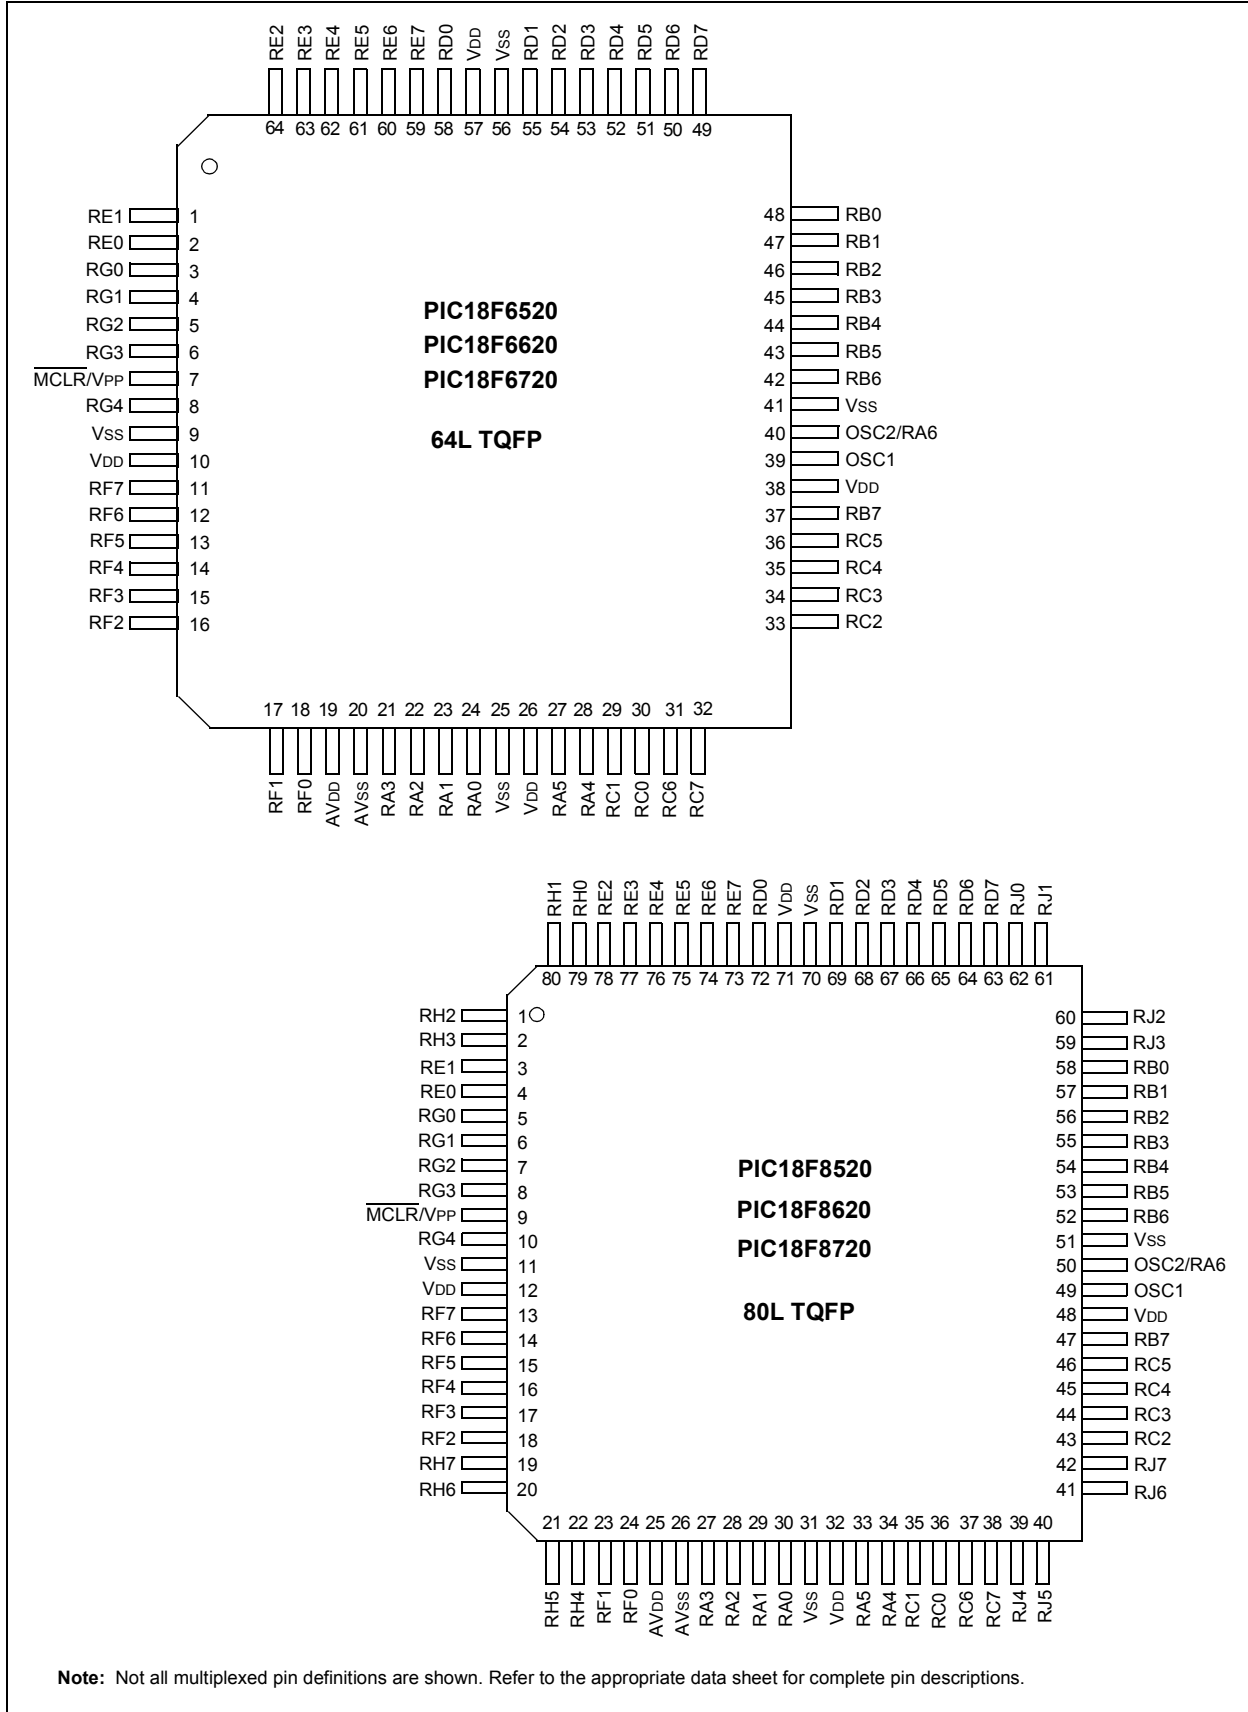 RE2 RE3 RE4 RE5 RE6 RE7 RD0 VDD VSS RD1 RD2 RD3 RD4 RD5 RD6 RD7
64 63 62 61 60 59 58 57 56 55 54 53 52 51 50 49
RE1 1
RE0 2
RG0 3
RG1 4
RG2 5
RG3 6
MCLR/VPP 7
RG4 8
VSS 9
VDD 10
RF7 11
RF6 12
RF5 13
RF4 14
RF3 15
RF2 16
PIC18F6520
PIC18F6620
PIC18F6720
64L TQFP
48 RB0
47 RB1
46 RB2
45 RB3
44 RB4
43 RB5
42 RB6
41 VSS
40 OSC2/RA6
39 OSC1
38 VDD
37 RB7
36 RC5
35 RC4
34 RC3
33 RC2
17 18 19 20 21 22 23 24 25 26 27 28 29 30 31 32
RF1 RF0 AVDD AVSS RA3 RA2 RA1 RA0 VSS VDD RA5 RA4 RC1 RC0 RC6 RC7
RH1 RH0 RE2 RE3 RE4 RE5 RE6 RE7 RD0 VDD VSS RD1 RD2 RD3 RD4 RD5 RD6 RD7 RJ0 RJ1
80 79 78 77 76 75 74 73 72 71 70 69 68 67 66 65 64 63 62 61
RH2 1
RH3 2
RE1 3
RE0 4
RG0 5
RG1 6
RG2 7
RG3 8
MCLR/VPP 9
RG4 10
VSS 11
VDD 12
RF7 13
RF6 14
RF5 15
RF4 16
RF3 17
RF2 18
RH7 19
RH6 20
PIC18F8520
PIC18F8620
PIC18F8720
80L TQFP
60 RJ2
59 RJ3
58 RB0
57 RB1
56 RB2
55 RB3
54 RB4
53 RB5
52 RB6
51 VSS
50 OSC2/RA6
49 OSC1
48 VDD
47 RB7
46 RC5
45 RC4
44 RC3
43 RC2
42 RJ7
41 RJ6
21 22 23 24 25 26 27 28 29 30 31 32 33 34 35 36 37 38 39 40
RH5 RH4 RF1 RF0 AVDD AVSS RA3 RA2 RA1 RA0 VSS VDD RA5 RA4 RC1 RC0 RC6 RC7 RJ4 RJ5
Note: Not all multiplexed pin definitions are shown. Refer to the appropriate data sheet for complete pin descriptions.